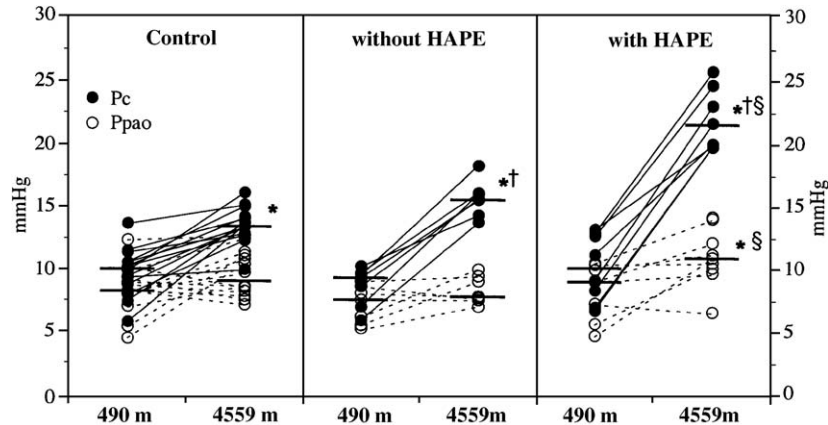 30
25
20
15
10
5
0
mmHg
Control
without HAPE
with HAPE
● Pc
○ Ppao
*
*†
*†§
* §
490 m
4559 m
490 m
4559m
490 m
4559m
30
25
20
15
10
5
0
mmHg